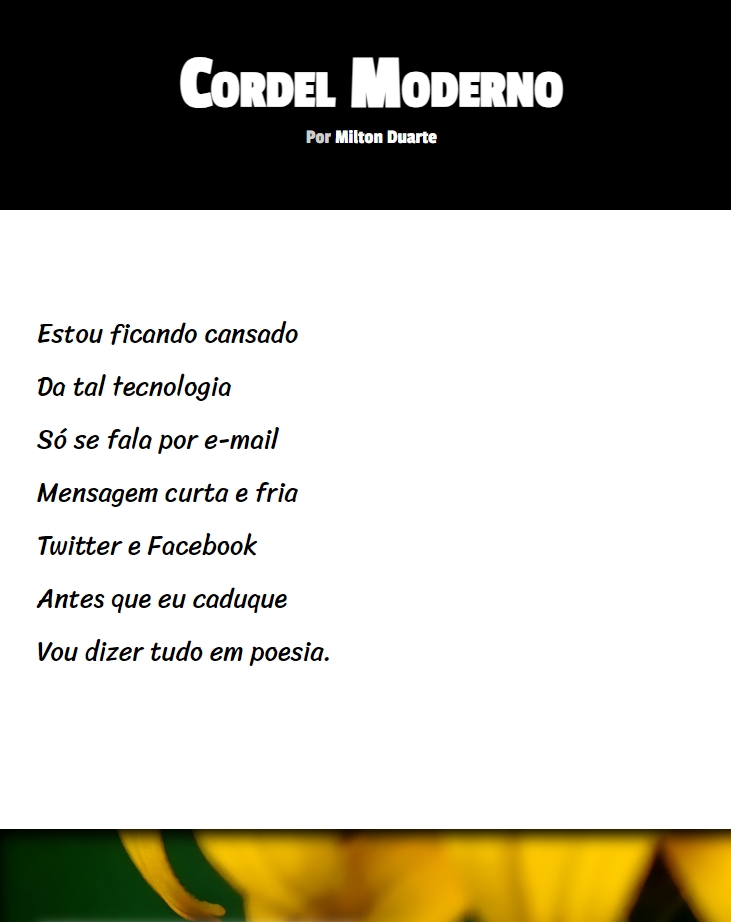 Cordel Moderno
Por Milton Duarte
Estou ficando cansado
Da tal tecnologia
Só se fala por e-mail
Mensagem curta e fria
Twitter e Facebook
Antes que eu caduque
Vou dizer tudo em poesia.